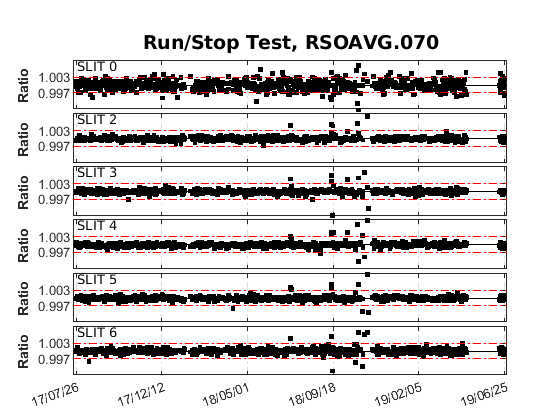 Run/Stop Test, RSOAVG.070
SLIT 0
Ratio
1.003
0.997
SLIT 2
Ratio
1.003
0.997
SLIT 3
Ratio
1.003
0.997
SLIT 4
Ratio
1.003
0.997
SLIT 5
Ratio
1.003
0.997
SLIT 6
Ratio
1.003
0.997
17/07/26 17/12/12 18/05/01 18/09/18 19/02/05 19/06/25